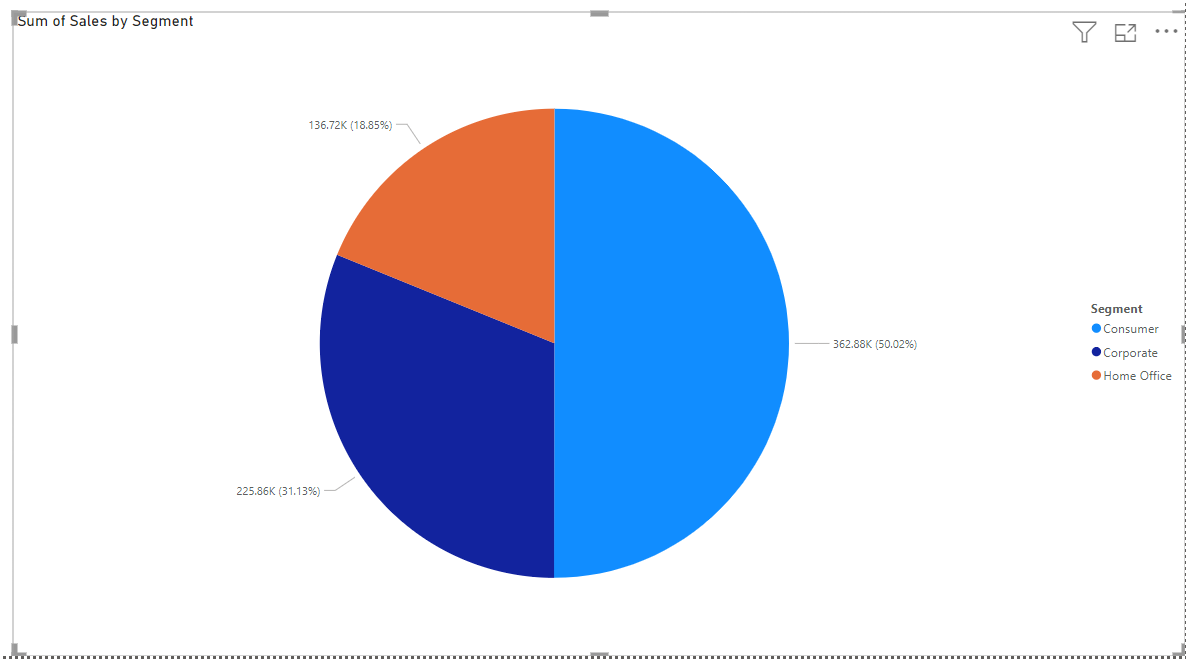 Sum of Sales by Segment
136.72K (18.85%)
362.88K (50.02%)
225.86K (31.13%)
Segment
Consumer
Corporate
Home Office